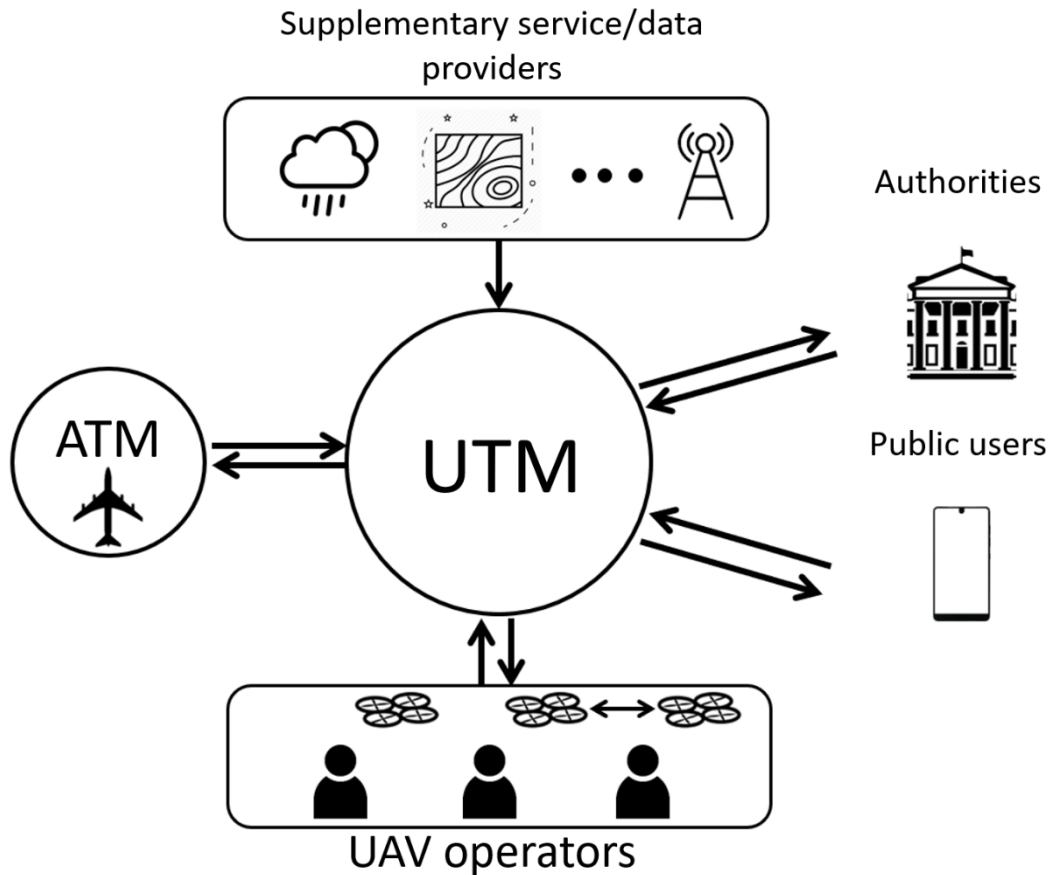 Supplementary service/data
providers
Authorities
ATM
UTM
Public users
UAV operators